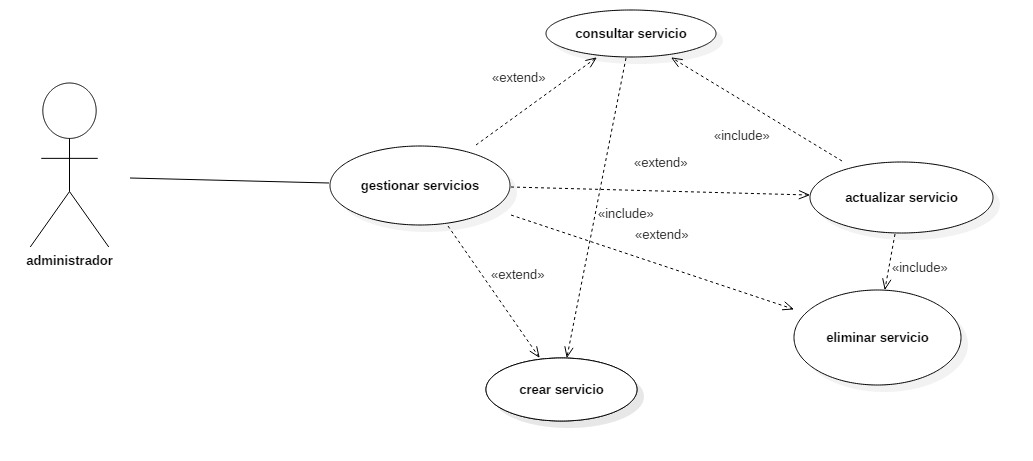 consultar servicio
«extend»
«include»
«extend»
gestionar servicios
actualizar servicio
«include»
«extend»
administrador
«include»
«extend»
eliminar servicio
crear servicio